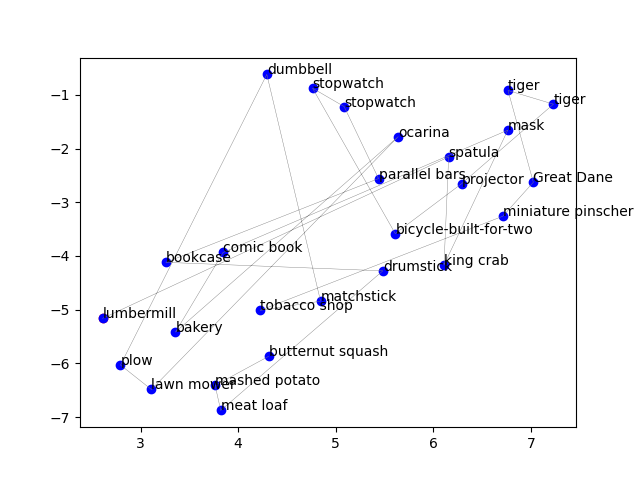 dumbbell
stopwatch
stopwatch
tiger
tiger
ocarina
mask
spatula
parallel bars
projector
Great Dane
miniature pinscher
bicycle-built-for-two
comic book
bookcase
drumstick
king crab
matchstick
tobacco shop
lumbermill
bakery
butternut squash
plow
lawn mower
mashed potato
meat loaf
−1
−2
−3
−4
−5
−6
−7
3 4 5 6 7